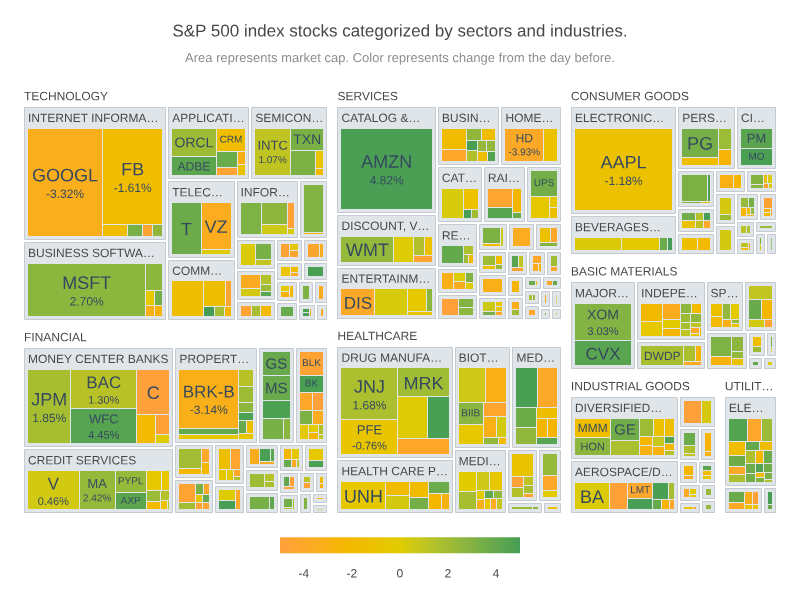 S&P 500 index stocks categorized by sectors and industries.
Area represents market cap. Color represents change from the day before.
TECHNOLOGY
INTERNET INFORMA…
GOOGL
-3.32%
FB
-1.61%
APPLICATI…
ORCL
CRM
ADBE
SEMICON…
INTC
1.07%
TXN
TELEC…
T
VZ
INFOR…
BUSINESS SOFTWA…
MSFT
2.70%
COMM…
SERVICES
CATALOG &…
AMZN
4.82%
BUSIN…
HOME…
HD
-3.93%
CAT…
RAI…
UPS
DISCOUNT, V…
WMT
RE…
ENTERTAINM…
DIS
CONSUMER GOODS
ELECTRONIC…
AAPL
-1.18%
PERS…
PG
CI…
PM
MO
BEVERAGES…
BASIC MATERIALS
MAJOR…
XOM
3.03%
CVX
INDEPE…
DWDP
SP…
FINANCIAL
MONEY CENTER BANKS
JPM
1.85%
BAC
1.30%
WFC
4.45%
C
PROPERT…
BRK-B
-3.14%
GS
MS
BLK
BK
CREDIT SERVICES
V
0.46%
MA
2.42%
PYPL
AXP
HEALTHCARE
DRUG MANUFA…
JNJ
1.68%
MRK
PFE
-0.76%
BIOT…
BIIB
MED…
HEALTH CARE P…
UNH
MEDI…
INDUSTRIAL GOODS
DIVERSIFIED…
MMM
GE
HON
AEROSPACE/D…
BA
LMT
UTILIT…
ELE…
-4
-2
0
2
4